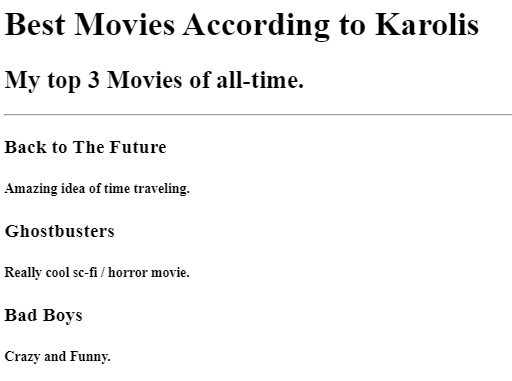 Best Movies According to Karolis
My top 3 Movies of all-time.
Back to The Future
Amazing idea of time traveling.
Ghostbusters
Really cool sc-fi / horror movie.
Bad Boys
Crazy and Funny.